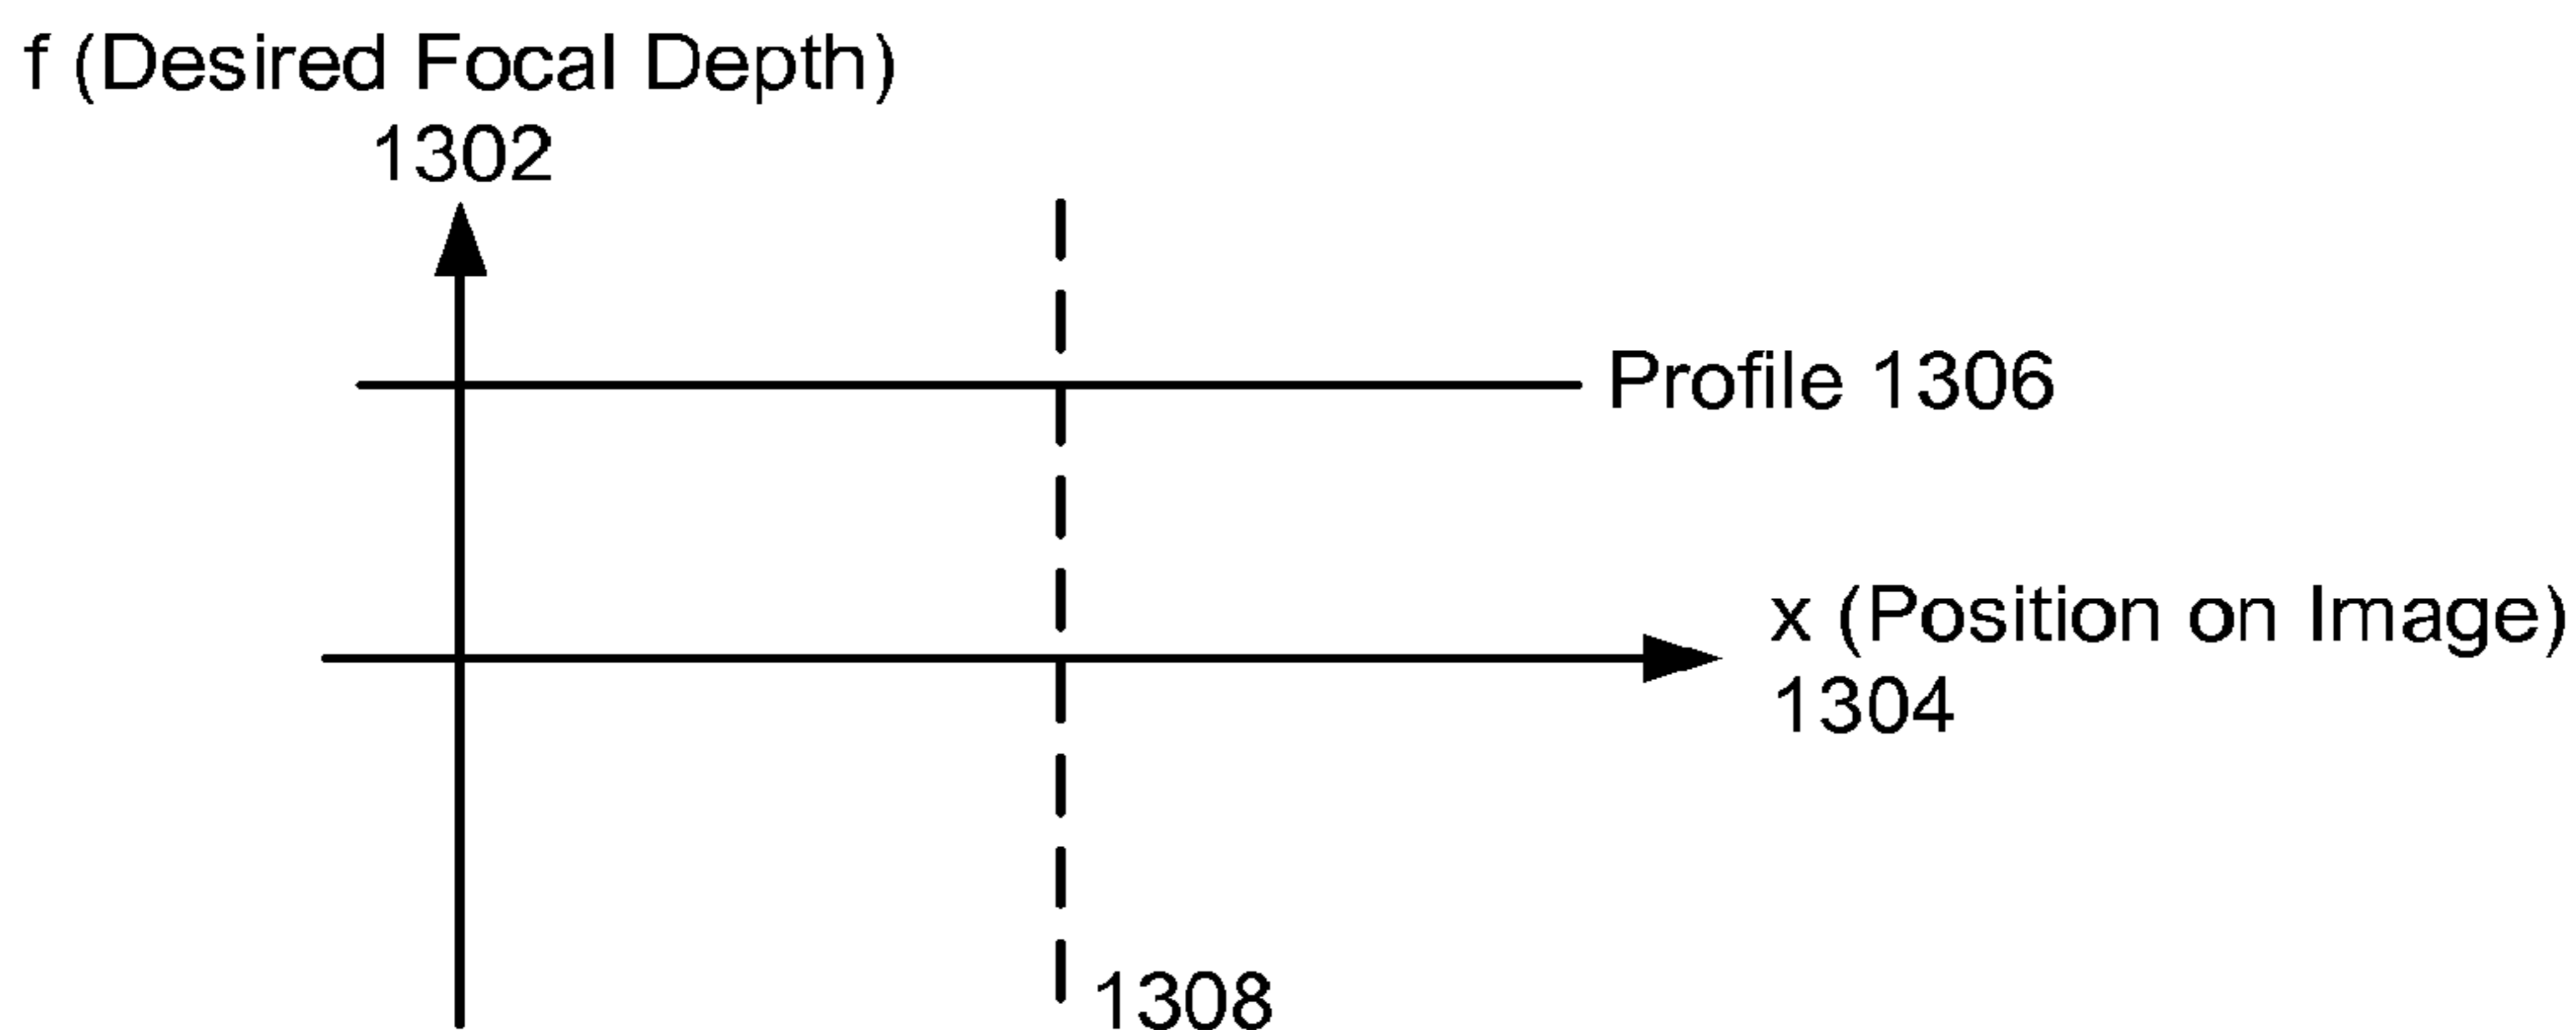 f (Desired Focal Depth)
1302
Profile 1306
x (Position on Image)
1304
1308